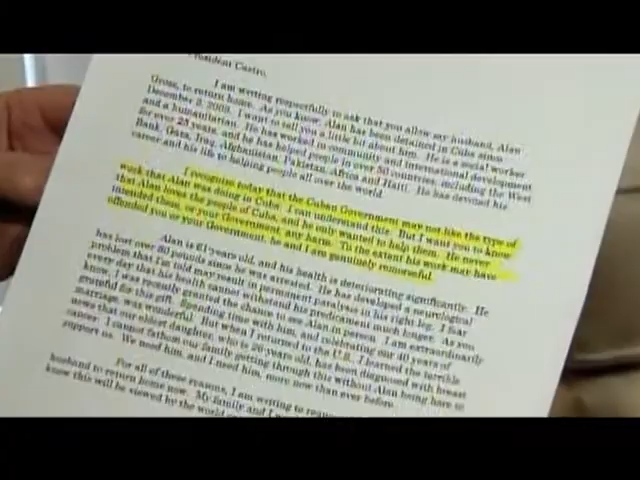 President Castro,
I am writing respectfully to ask that you allow my husband, Alan
Gross, to return home. As you know, Alan has been detained in Cuba since
December 3, 2009. I want to tell you a little bit about him. He is a social worker
and a humanitarian. He has worked in community and international development
for over 25 years, and he has helped people in over 50 countries, including the West
Bank, Gaza, Iraq, Afghanistan, Pakistan, Africa and Haiti. He has devoted his
career and his life to helping people all over the world.
I recognize today that the Cuban Government may not like the type of
work that Alan was doing in Cuba. I can understand this. But I want you to know
that Alan loves the people of Cuba, and he only wanted to help them. He never
intended them, or your Government, any harm. To the extent his work may have
offended you or your Government, he and I are genuinely remorseful.
Alan is 61 years old, and his health is deteriorating significantly. He
has lost over 80 pounds since he was arrested. He has developed a neurological
problem that I'm told may result in permanent paralysis in his right leg. I fear
every day that his health cannot withstand his predicament much longer. As you
know, I was recently granted the chance to see Alan in person. I am extraordinarily
grateful for this gift. Spending time with him, and celebrating our 40 years of
marriage, was wonderful. But when I returned to the U.S., I learned the terrible
news that our eldest daughter, who is 26 years old, has been diagnosed with breast
cancer. I cannot fathom our family getting through this without Alan being here to
support us. We need him, and I need him, more now than ever before.
For all of these reasons, I am writing to
husband to return home now. My family and I
know this will be viewed by the world